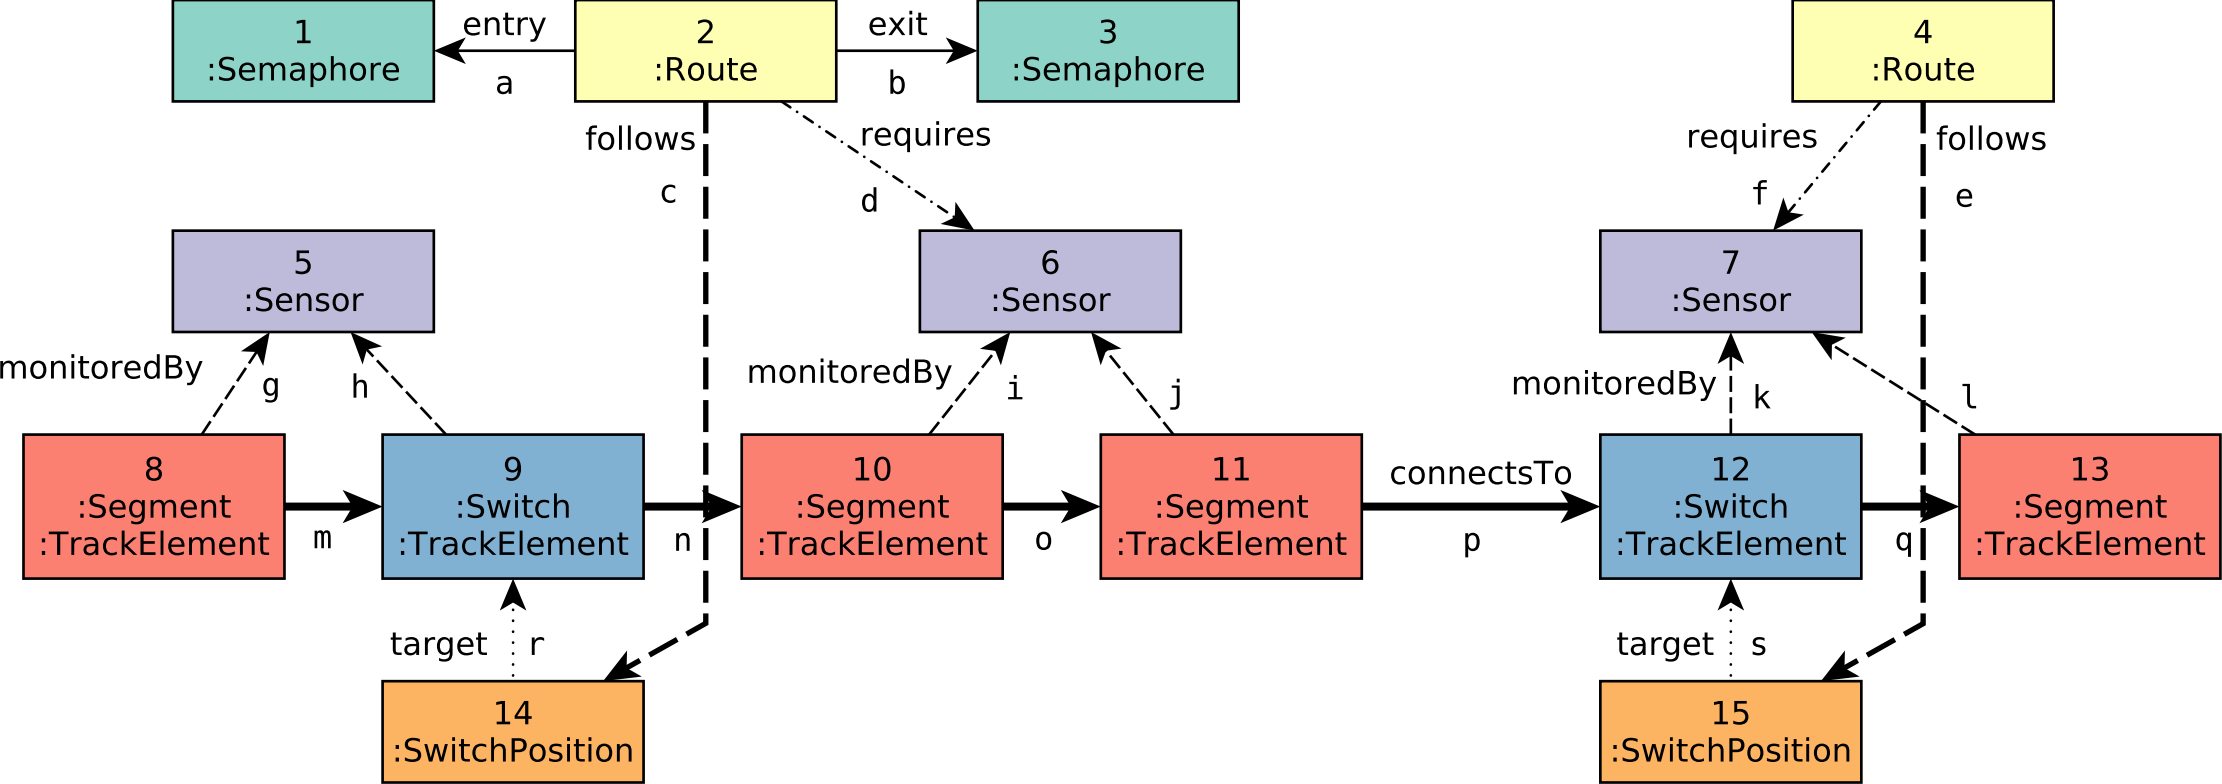 1
:Semaphore
entry
a
2
:Route
exit
b
3
:Semaphore
4
:Route
follows
c
requires
d
requires
f
follows
e
5
:Sensor
6
:Sensor
7
:Sensor
monitoredBy
g
h
monitoredBy
i
j
monitoredBy
k
l
8
:Segment
:TrackElement
m
9
:Switch
:TrackElement
n
10
:Segment
:TrackElement
o
11
:Segment
:TrackElement
connectsTo
p
12
:Switch
:TrackElement
q
13
:Segment
:TrackElement
target
r
target
s
14
:SwitchPosition
15
:SwitchPosition